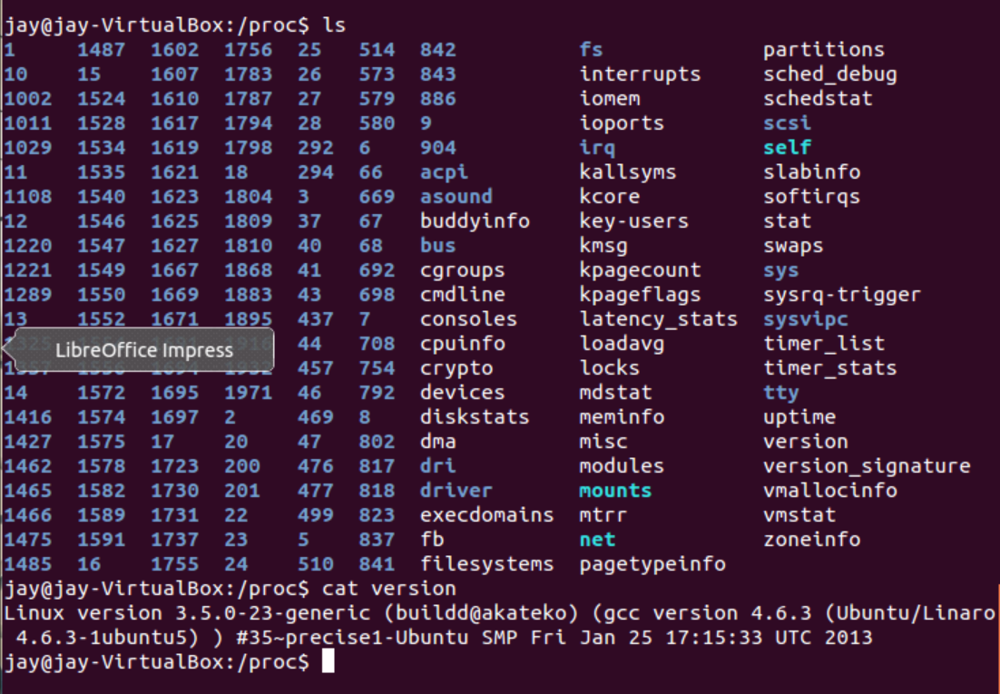 jay@jay-VirtualBox:/proc$ ls
1 1487 1602 1756 25 514 842 fs partitions
10 15 1607 1783 26 573 843 interrupts sched_debug
1002 1524 1610 1787 27 579 886 iomem schedstat
1011 1528 1617 1794 28 580 9 ioports scsi
1029 1534 1619 1798 292 6 904 irq self
11 1535 1621 18 294 66 acpi kallsyms slabinfo
1108 1540 1623 1804 3 669 asound kcore softirqs
12 1546 1625 1809 37 67 buddyinfo key-users stat
1220 1547 1627 1810 40 68 bus kmsg swaps
1221 1549 1667 1868 41 692 cgroups kpagecount sys
1289 1550 1669 1883 43 698 cmdline kpageflags sysrq-trigger
13 1552 1671 1895 437 7 consoles latency_stats sysvipc
LibreOffice Impress 44 708 cpuinfo loadavg timer_list
457 754 crypto locks timer_stats
14 1572 1695 1971 46 792 devices mdstat tty
1416 1574 1697 2 469 8 diskstats meminfo uptime
1427 1575 17 20 47 802 dma misc version
1462 1578 1723 200 476 817 dri modules version_signature
1465 1582 1730 201 477 818 driver mounts vmallocinfo
1466 1589 1731 22 499 823 execdomains mtrr vmstat
1475 1591 1737 23 5 837 fb net zoneinfo
1485 16 1755 24 510 841 filesystems pagetypeinfo
jay@jay-VirtualBox:/proc$ cat version
Linux version 3.5.0-23-generic (buildd@akateko) (gcc version 4.6.3 (Ubuntu/Linaro
4.6.3-1ubuntu5) ) #35~precise1-Ubuntu SMP Fri Jan 25 17:15:33 UTC 2013
jay@jay-VirtualBox:/proc$